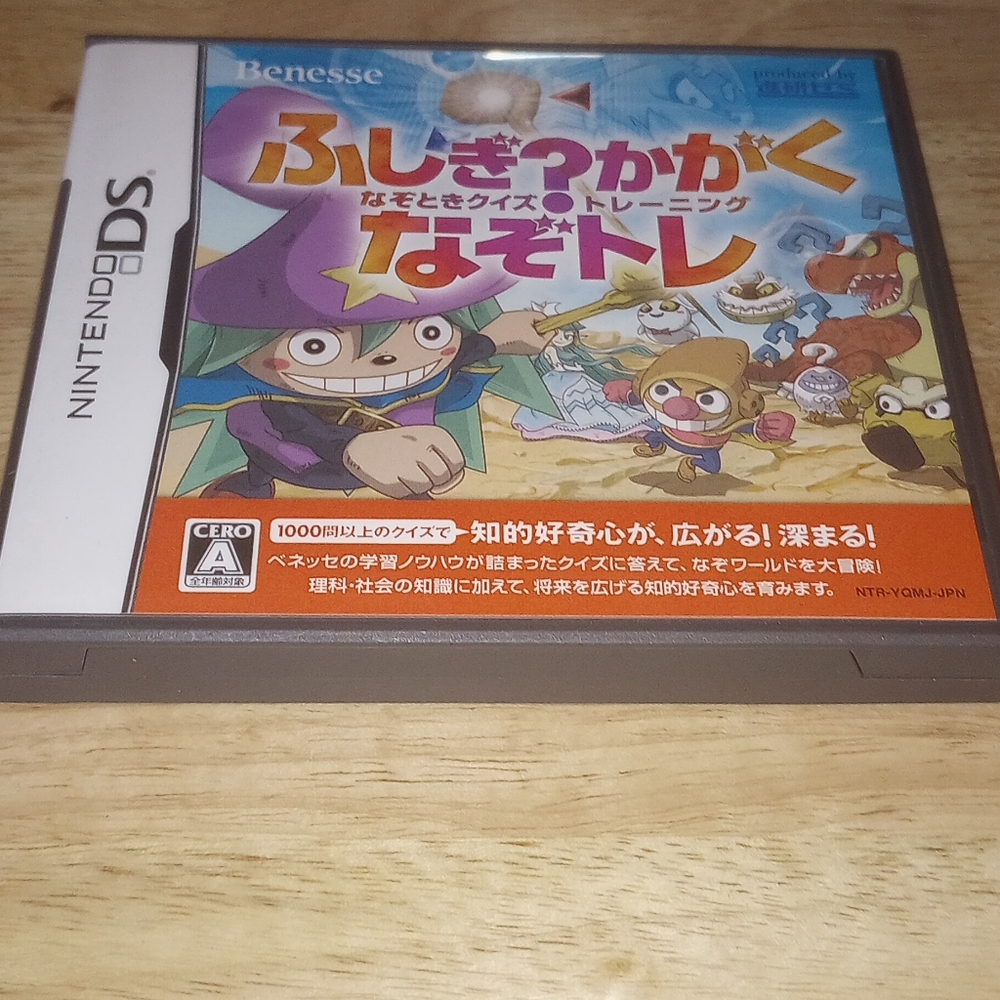 NINTENDO DS
Benesse
produced by
進研ゼミ
ふしぎ?かがく
なぞときクイズ・トレーニング
なぞトレ
CERO
A
全年齢対象
1000問以上のクイズで 知的好奇心が、広がる!深まる!
ベネッセの学習ノウハウが詰まったクイズに答えて、なぞワールドを大冒険!
理科・社会の知識に加えて、将来を広げる知的好奇心を育みます。
NTR-YQMJ-JPN